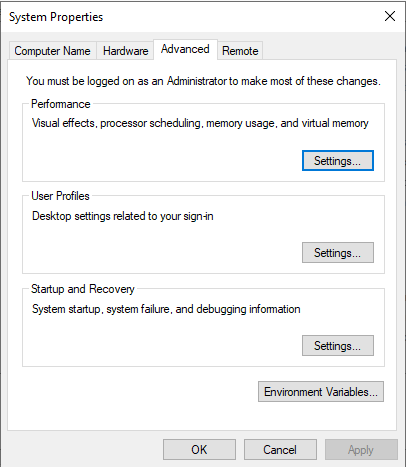 System Properties
Computer Name Hardware Advanced Remote
You must be logged on as an Administrator to make most of these changes.
Performance
Visual effects, processor scheduling, memory usage, and virtual memory
Settings...
User Profiles
Desktop settings related to your sign-in
Settings...
Startup and Recovery
System startup, system failure, and debugging information
Settings...
Environment Variables...
OK Cancel Apply